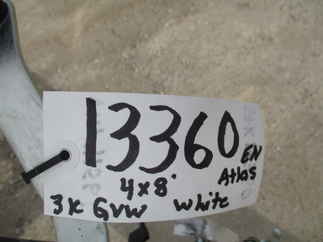 13360
EN
4x8' Atlas
3K GVW White